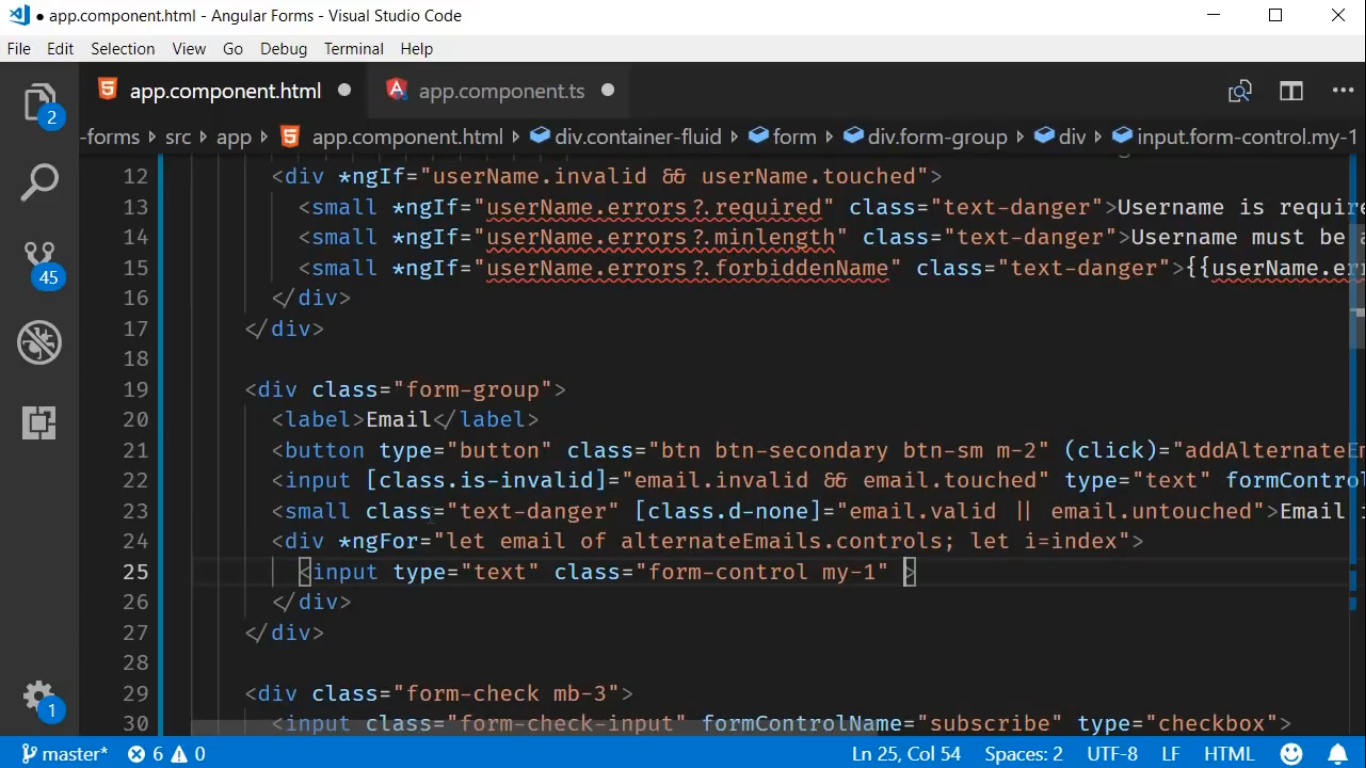 app.component.html - Angular Forms - Visual Studio Code
File Edit Selection View Go Debug Terminal Help
app.component.html app.component.ts
-forms src app app.component.html div.container-fluid form div.form-group div input.form-control.my-1
2
45
1
12 <div *ngIf="userName.invalid && userName.touched">
13 <small *ngIf="userName.errors?.required" class="text-danger">Username is require
14 <small *ngIf="userName.errors?.minlength" class="text-danger">Username must be a
15 <small *ngIf="userName.errors?.forbiddenName" class="text-danger">{{userName.err
16 </div>
17 </div>
18
19 <div class="form-group">
20 <label>Email</label>
21 <button type="button" class="btn btn-secondary btn-sm m-2" (click)="addAlternateEm
22 <input [class.is-invalid]="email.invalid && email.touched" type="text" formControl
23 <small class="text-danger" [class.d-none]="email.valid || email.untouched">Email i
24 <div *ngFor="let email of alternateEmails.controls; let i=index">
25 <input type="text" class="form-control my-1" >
26 </div>
27 </div>
28
29 <div class="form-check mb-3">
30 <input class="form-check-input" formControlName="subscribe" type="checkbox">
master* 6 0 Ln 25, Col 54 Spaces: 2 UTF-8 LF HTML